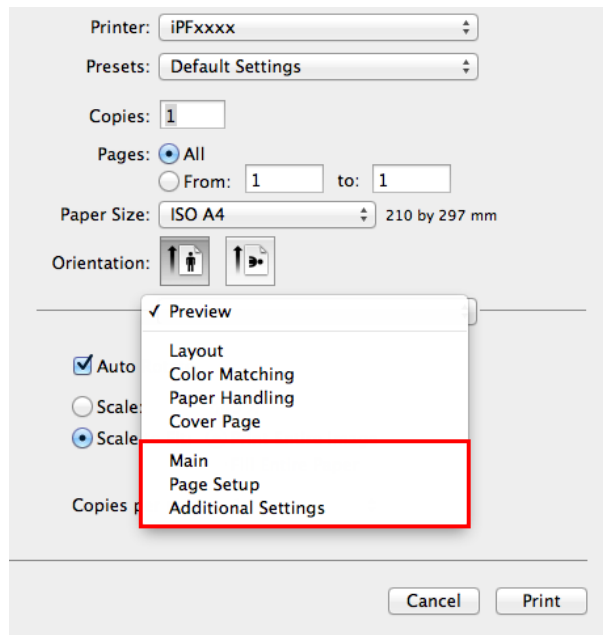 Printer: iPFxxxx
Presets: Default Settings
Copies: 1
Pages: All
From: 1 to: 1
Paper Size: ISO A4 210 by 297 mm
Orientation:
✓ Preview
Layout
Auto
Color Matching
Paper Handling
Scale:
Cover Page
Scale
Main
Page Setup
Copies
Additional Settings
Cancel Print